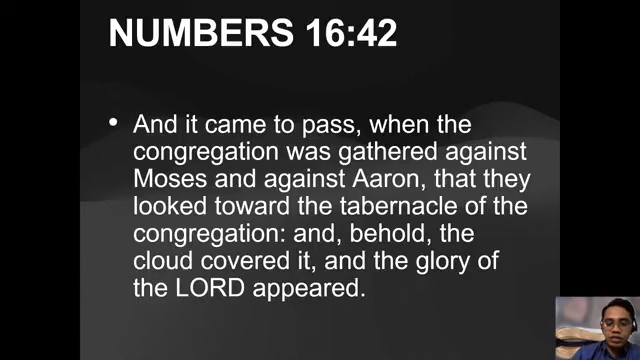 NUMBERS 16:42
• And it came to pass, when the
congregation was gathered against
Moses and against Aaron, that they
looked toward the tabernacle of the
congregation: and, behold, the
cloud covered it, and the glory of
the LORD appeared.